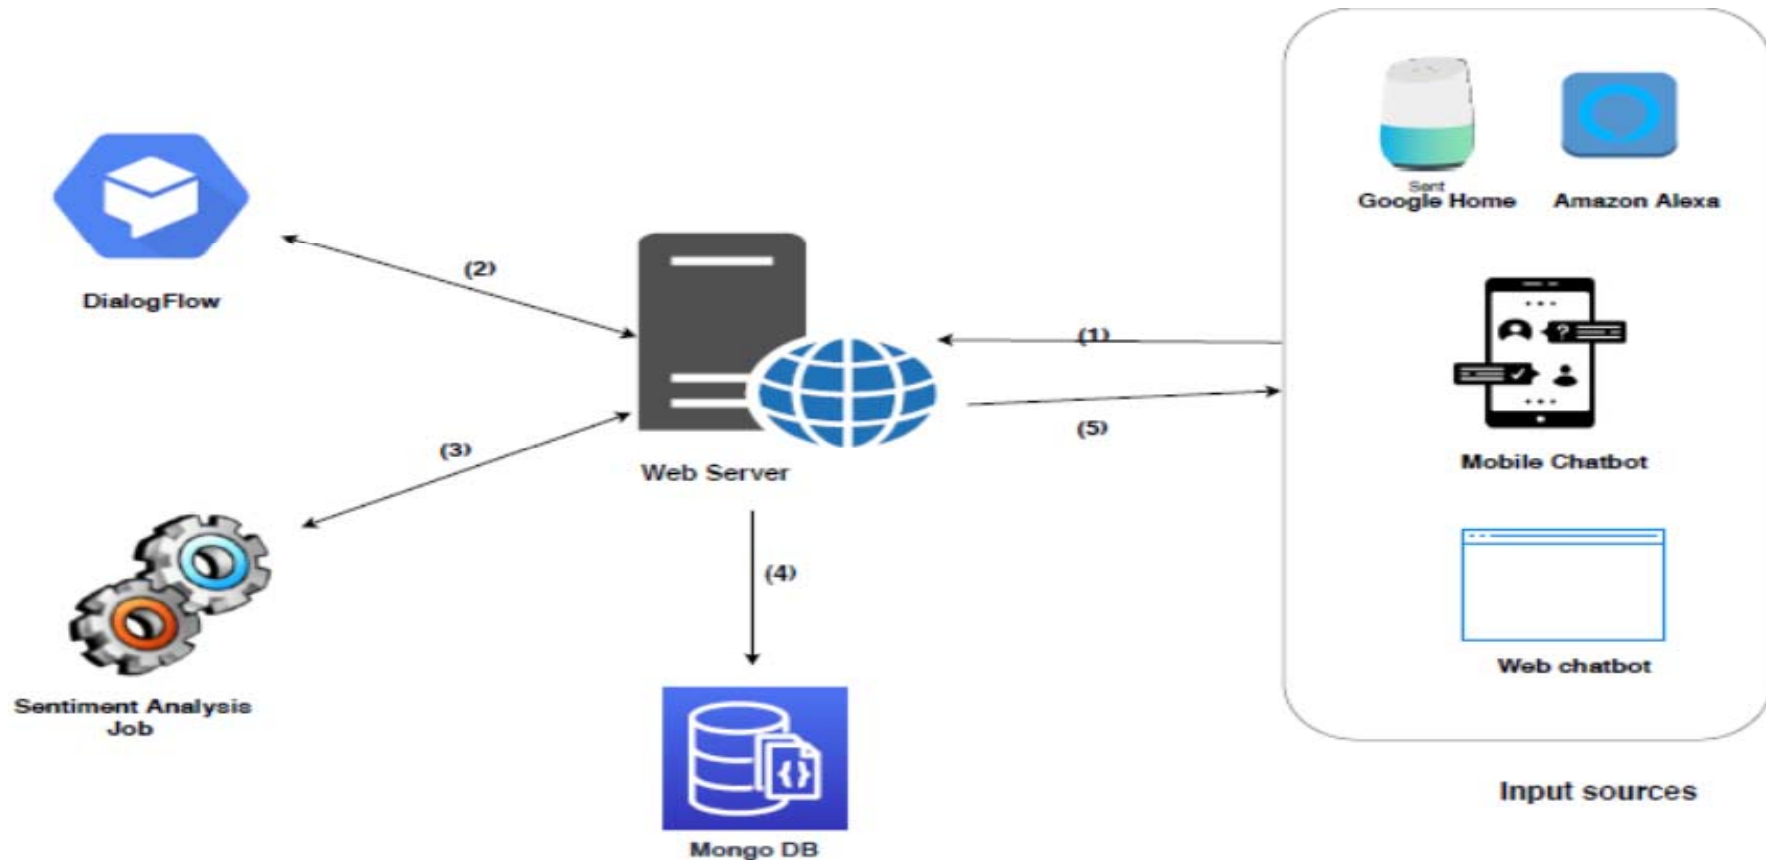 Sent
Google Home
Amazon Alexa
DialogFlow
(2)
(1)
(5)
(3)
Web Server
Mobile Chatbot
(4)
Web chatbot
Sentiment Analysis
Job
Input sources
Mongo DB